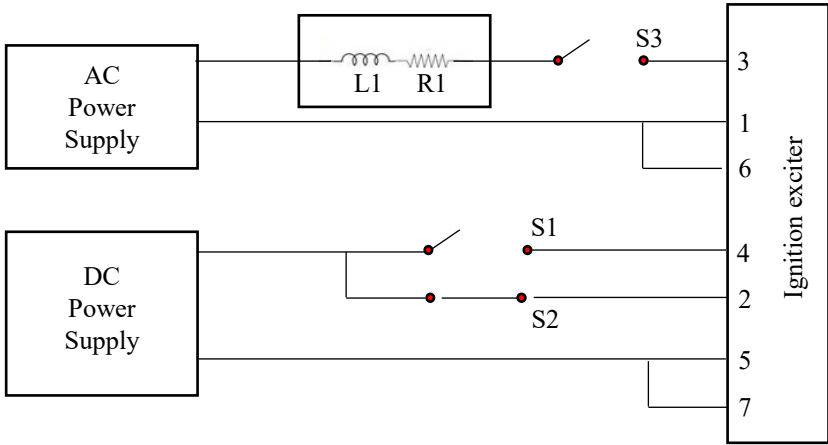 AC
Power
Supply
L1
R1
S3
3
1
6
DC
Power
Supply
S1
S2
4
2
5
7
Ignition exciter